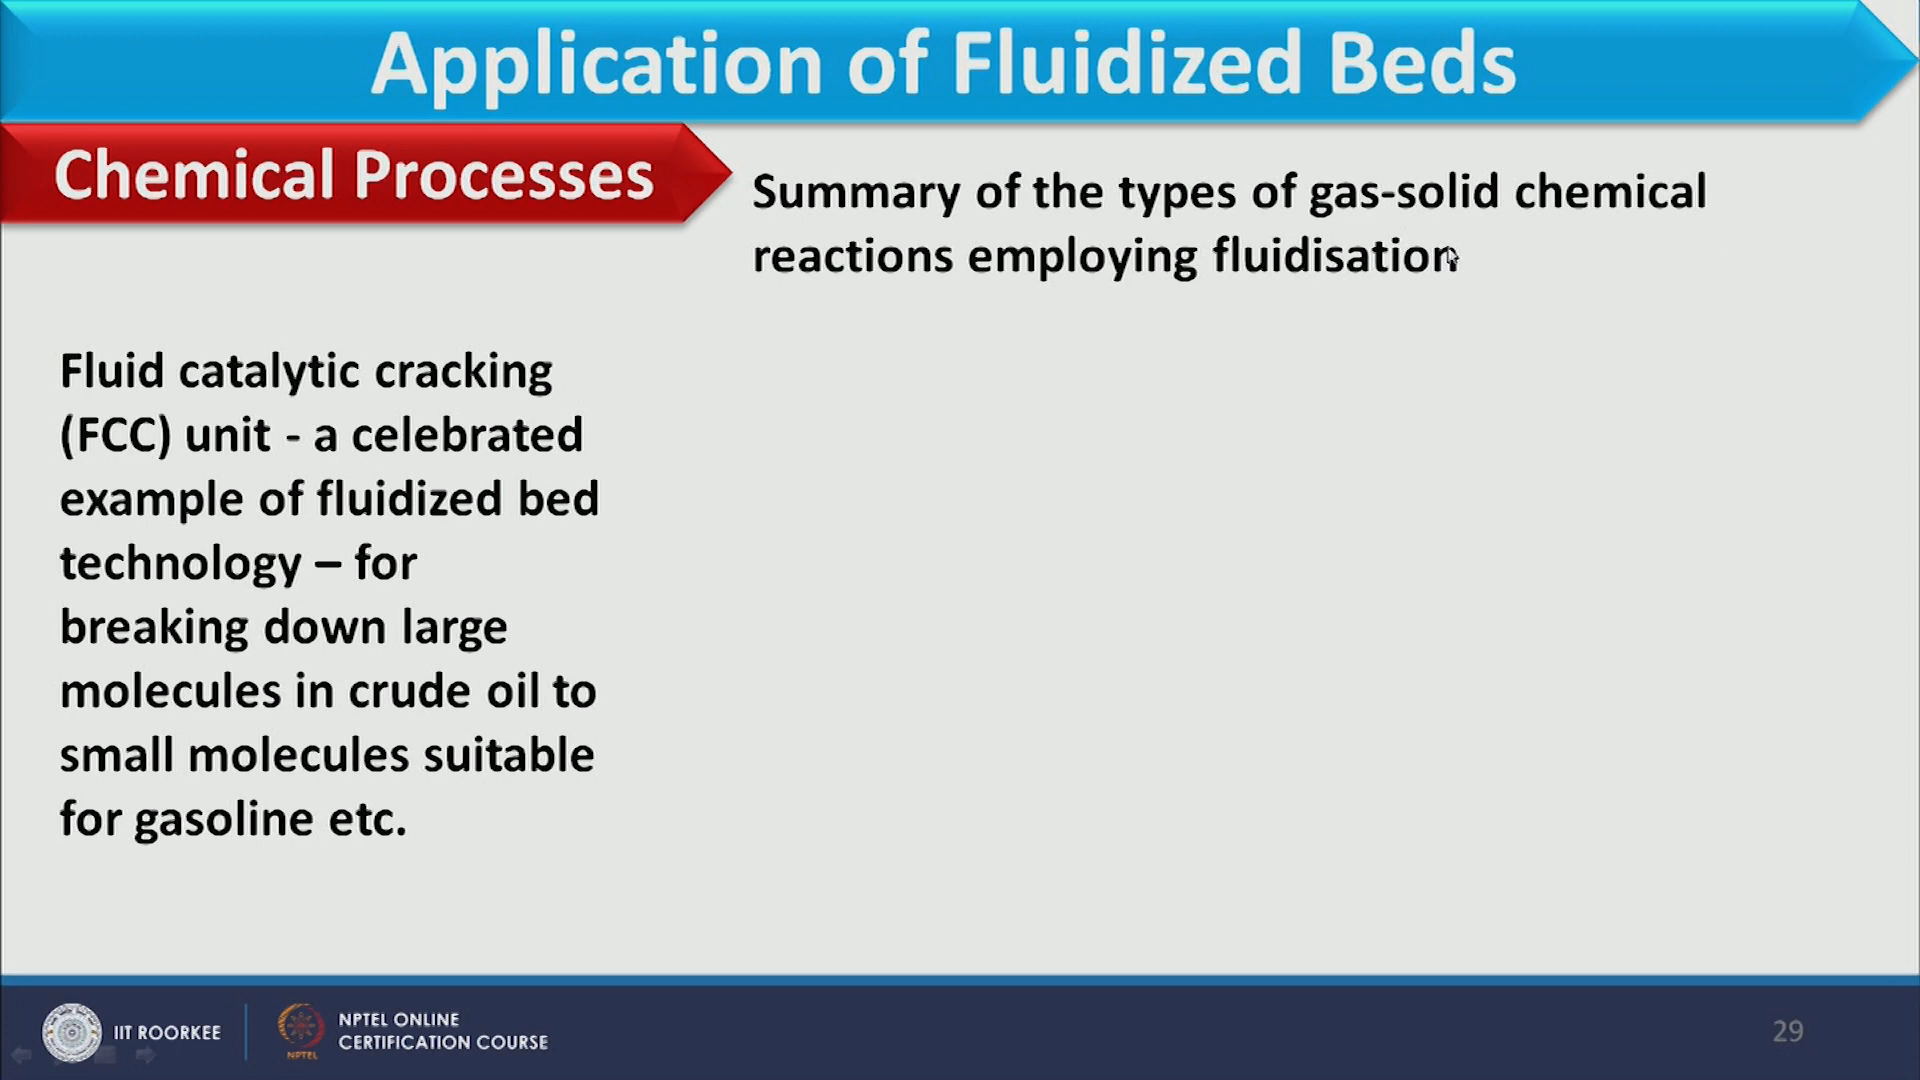 Application of Fluidized Beds
Chemical Processes
Summary of the types of gas-solid chemical
reactions employing fluidisation
Fluid catalytic cracking
(FCC) unit - a celebrated
example of fluidized bed
technology – for
breaking down large
molecules in crude oil to
small molecules suitable
for gasoline etc.
IIT ROORKEE
NPTEL
NPTEL ONLINE
CERTIFICATION COURSE
29